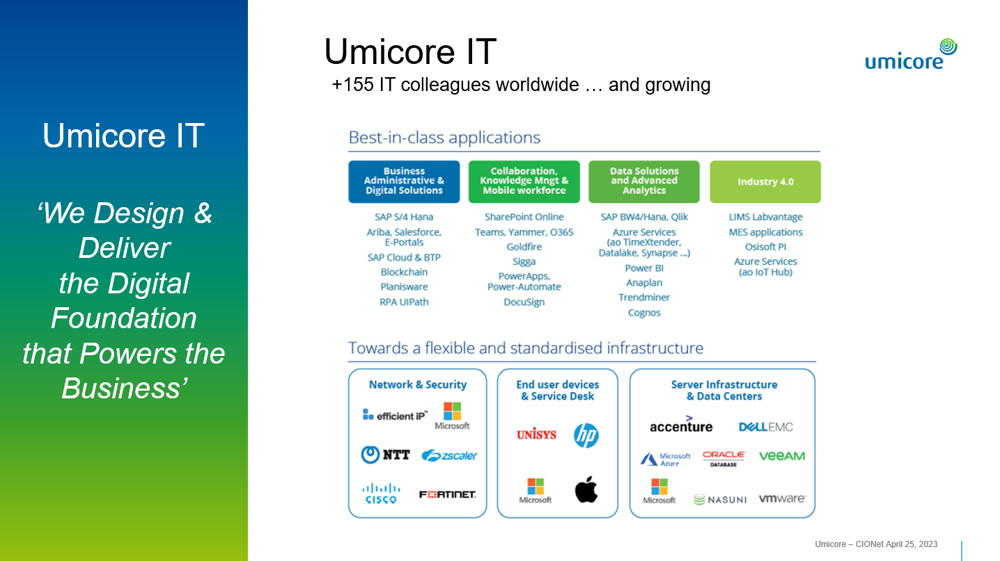 Umicore IT
‘We Design &
Deliver
the Digital
Foundation
that Powers the
Business’
Umicore IT
+155 IT colleagues worldwide … and growing
umicore
Best-in-class applications
Business
Administrative &
Digital Solutions
SAP S/4 Hana
Ariba, Salesforce,
E-Portals
SAP Cloud & BTP
Blockchain
Planisware
RPA UIPath
Collaboration,
Knowledge Mngt &
Mobile workforce
SharePoint Online
Teams, Yammer, O365
Goldfire
Sigga
PowerApps,
Power-Automate
DocuSign
Data Solutions
and Advanced
Analytics
SAP BW4/Hana, Qlik
Azure Services
(ao TimeXtender,
Datalake, Synapse ...)
Power BI
Anaplan
Trendminer
Cognos
Industry 4.0
LIMS Labvantage
MES applications
Osisoft PI
Azure Services
(ao IoT Hub)
Towards a flexible and standardised infrastructure
Network & Security
efficient iP™
Microsoft
NTT
zscaler
CISCO
FORTINET.
End user devices
& Service Desk
UNISYS
hp
Microsoft
Server Infrastructure
& Data Centers
accenture
DELLEMC
Microsoft
Azure
ORACLE
DATABASE
veeam
Microsoft
NASUNI
vmware
Umicore – CIONet April 25, 2023